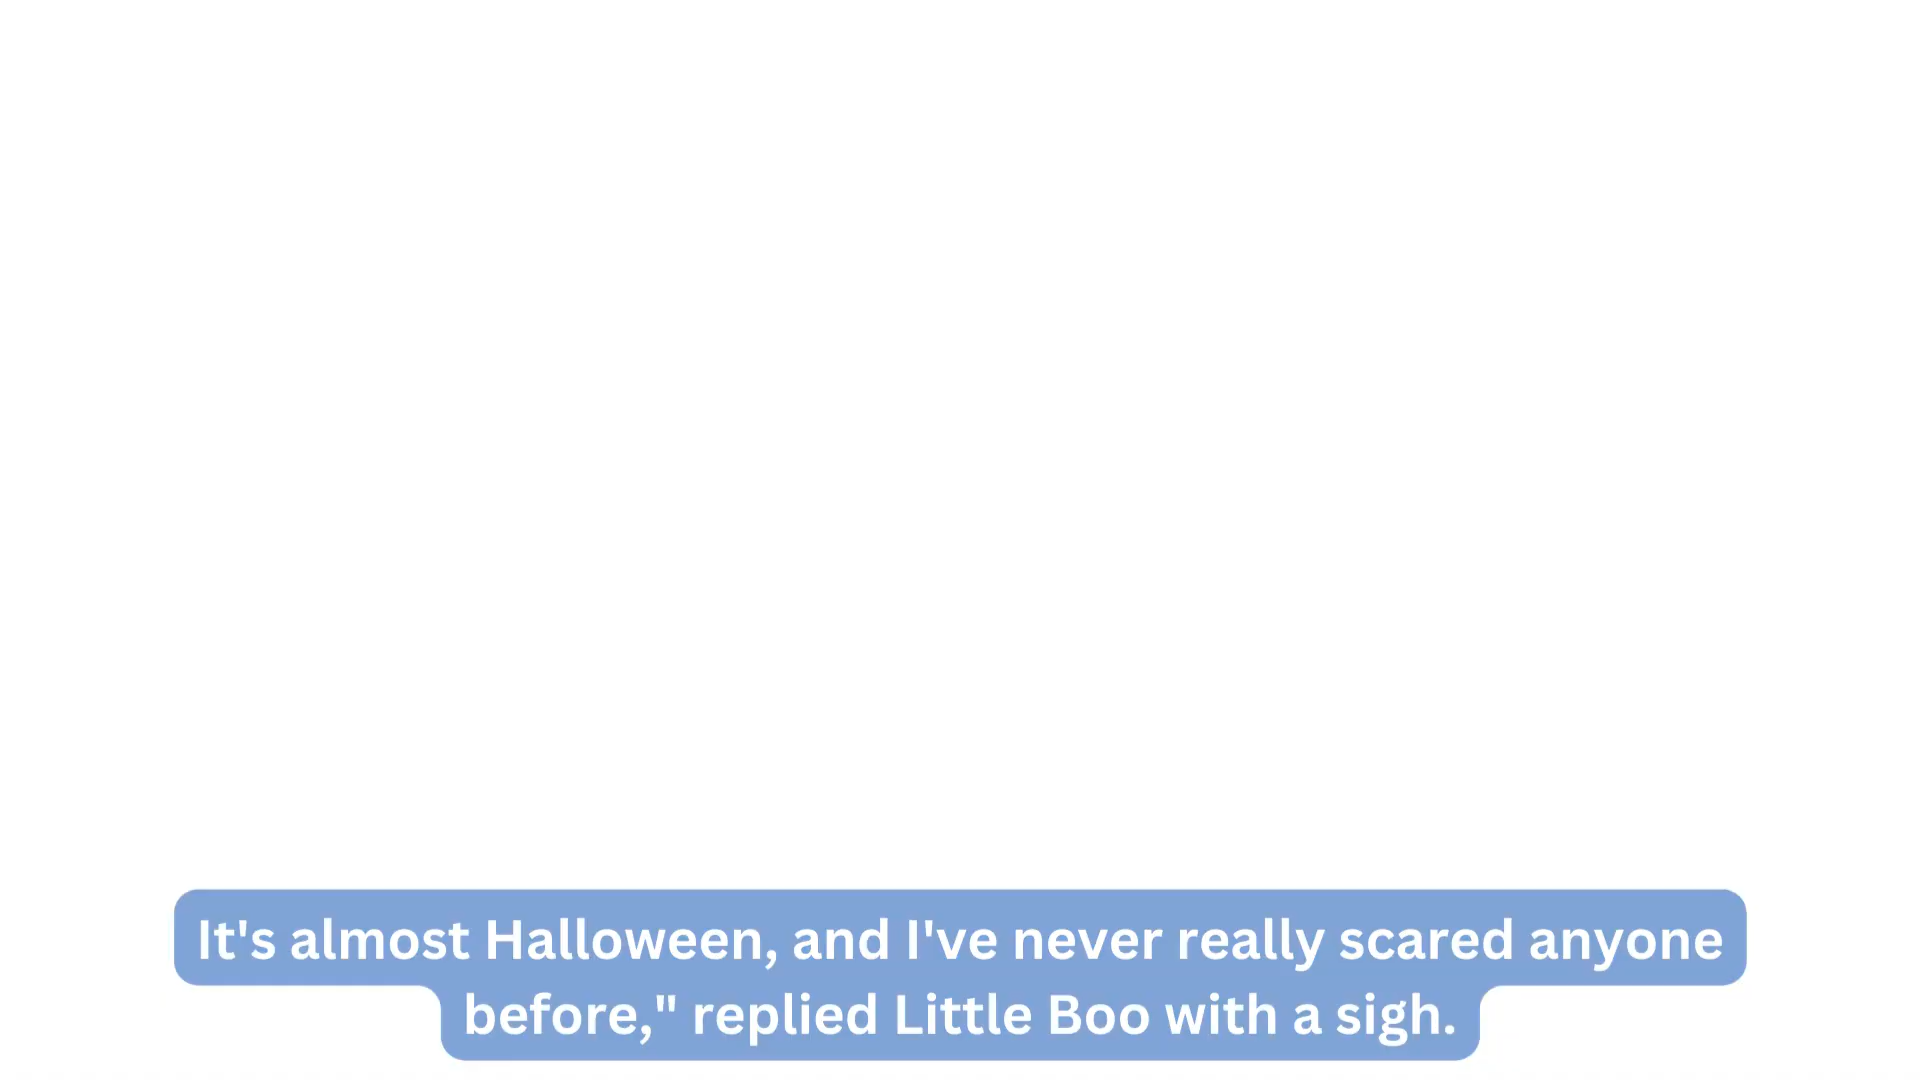 It's almost Halloween, and I've never really scared anyone
before," replied Little Boo with a sigh.